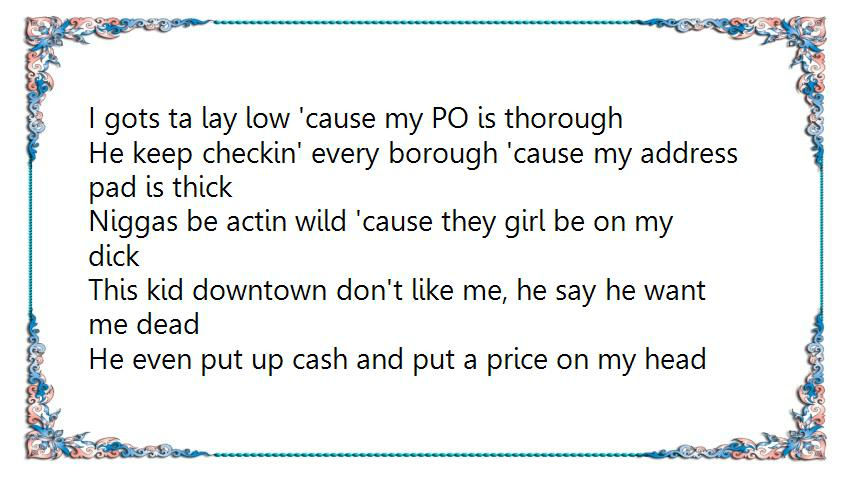 I gots ta lay low 'cause my PO is thorough
He keep checkin' every borough 'cause my address
pad is thick
Niggas be actin wild 'cause they girl be on my
dick
This kid downtown don't like me, he say he want
me dead
He even put up cash and put a price on my head